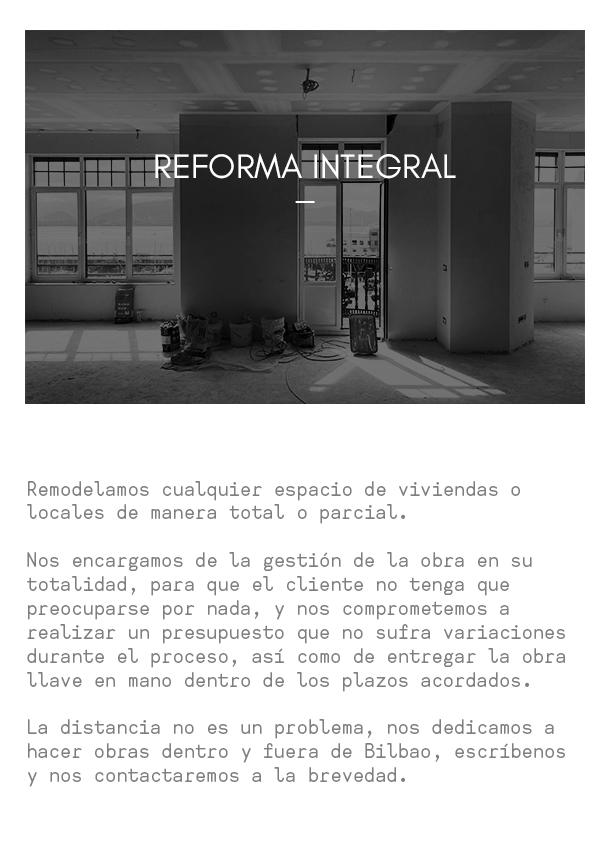 REFORMA INTEGRAL
Remodelamos cualquier espacio de viviendas o
locales de manera total o parcial.
Nos encargamos de la gestión de la obra en su
totalidad, para que el cliente no tenga que
preocuparse por nada, y nos comprometemos a
realizar un presupuesto que no sufra variaciones
durante el proceso, así como de entregar la obra
llave en mano dentro de los plazos acordados.
La distancia no es un problema, nos dedicamos a
hacer obras dentro y fuera de Bilbao, escríbenos
y nos contactaremos a la brevedad.